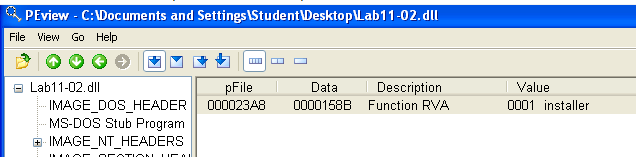 PEview - C:\Documents and Settings\Student\Desktop\Lab11-02.dll
File View Go Help
Lab11-02.dll
IMAGE_DOS_HEADER
MS-DOS Stub Program
IMAGE_NT_HEADERS
pFile Data Description Value
000023A8 0000158B Function RVA 0001 installer